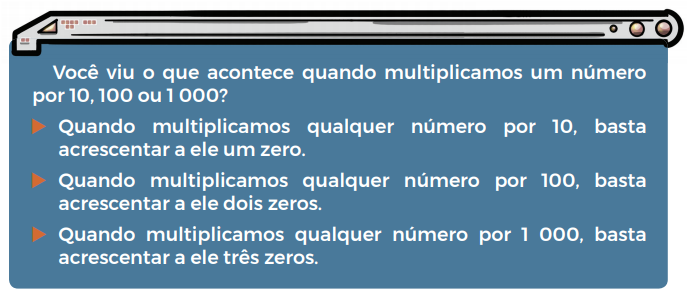 Você viu o que acontece quando multiplicamos um número
por 10, 100 ou 1 000?
Quando multiplicamos qualquer número por 10, basta
acrescentar a ele um zero.
Quando multiplicamos qualquer número por 100, basta
acrescentar a ele dois zeros.
Quando multiplicamos qualquer número por 1 000, basta
acrescentar a ele três zeros.